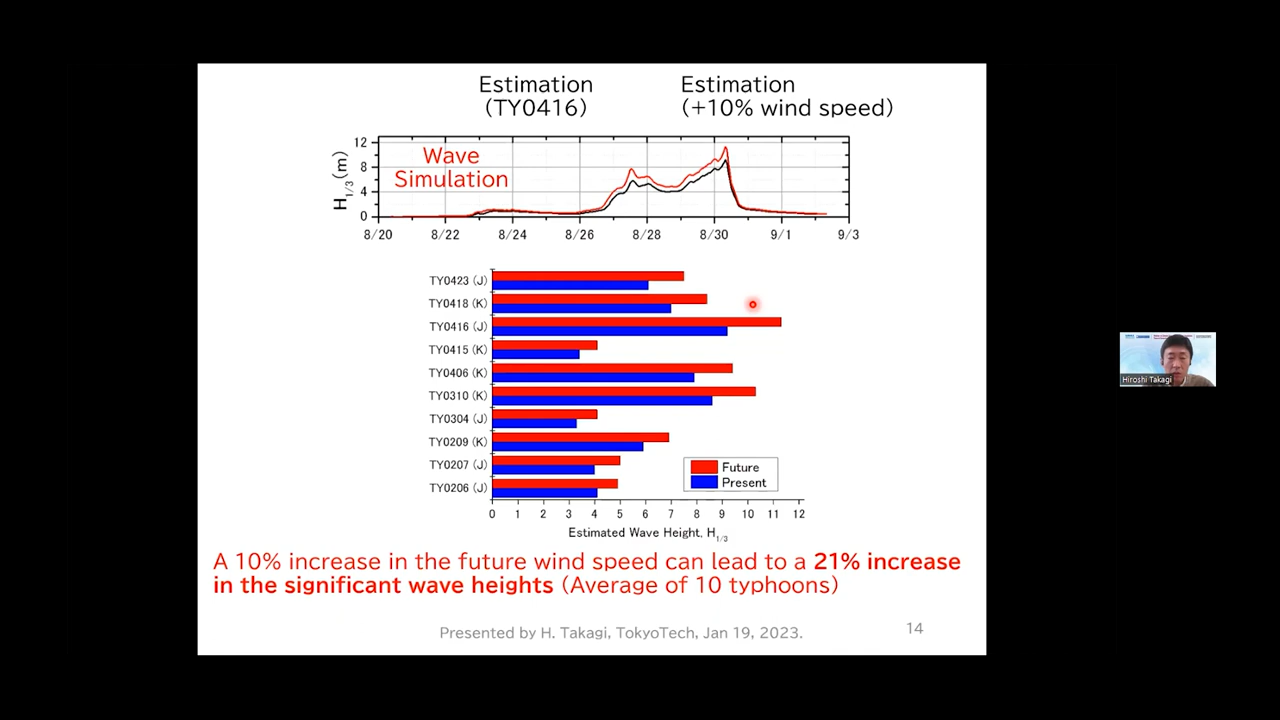 Estimation
(TY0416)
Estimation
(+10% wind speed)
Wave
Simulation
H1/3(m)
12
8
4
0
8/20 8/22 8/24 8/26 8/28 8/30 9/1 9/3
TY0423 (J)
TY0418 (K)
TY0416 (J)
TY0415 (K)
TY0406 (K)
TY0310 (K)
TY0304 (J)
TY0209 (K)
TY0207 (J)
TY0206 (J)
Future
Present
0 1 2 3 4 5 6 7 8 9 10 11 12
Estimated Wave Height, H1/3
A 10% increase in the future wind speed can lead to a 21% increase
in the significant wave heights (Average of 10 typhoons)
Presented by H. Takagi, TokyoTech, Jan 19, 2023.
14
Hiroshi Takagi